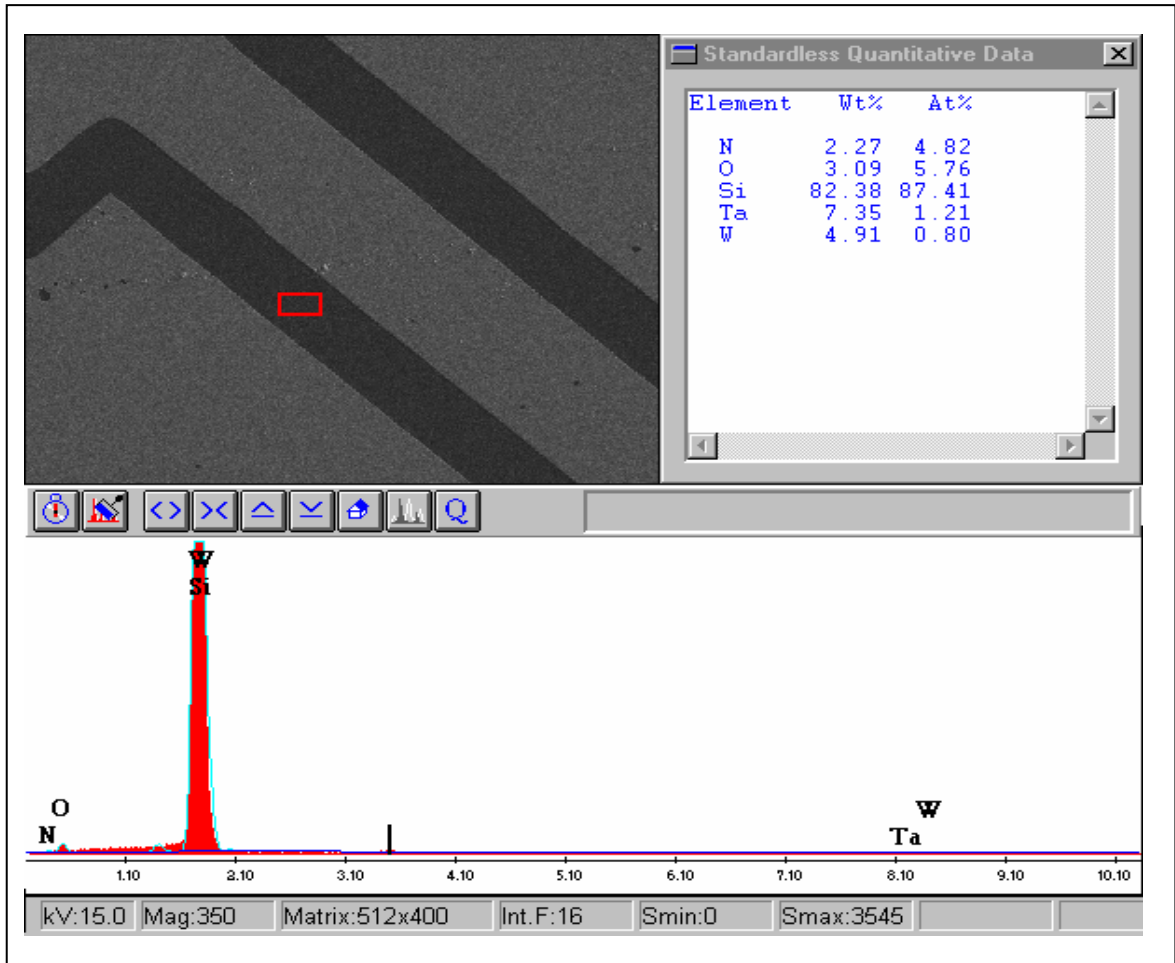 Standardless Quantitative Data
Element Wt% At%
N 2.27 4.82
O 3.09 5.76
Si 82.38 87.41
Ta 7.35 1.21
W 4.91 0.80
Q
W
Si
O
N
W
Ta
1.10 2.10 3.10 4.10 5.10 6.10 7.10 8.10 9.10 10.10
kV:15.0 Mag:350 Matrix:512x400 Int.F:16 Smin:0 Smax:3545